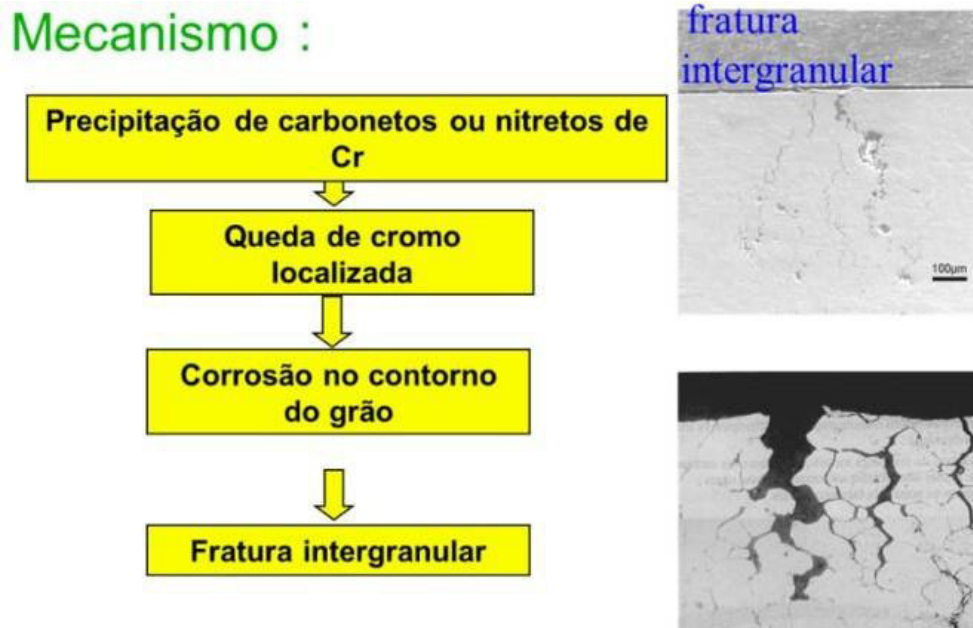 Mecanismo :
Precipitação de carbonetos ou nitretos de
Cr
Queda de cromo
localizada
Corrosão no contorno
do grão
Fratura intergranular
fratura
intergranular
100µm